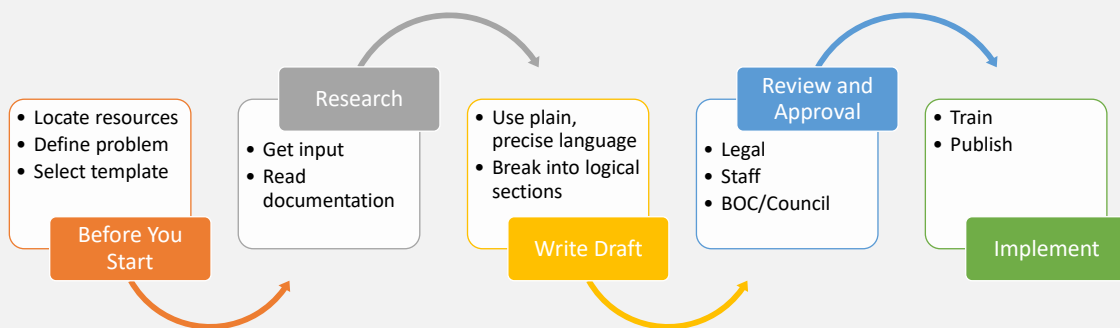 • Locate resources
• Define problem
• Select template
Before You
Start
Research
• Get input
• Read
documentation
• Use plain,
precise language
• Break into logical
sections
Write Draft
Review and
Approval
• Legal
• Staff
• BOC/Council
• Train
• Publish
Implement